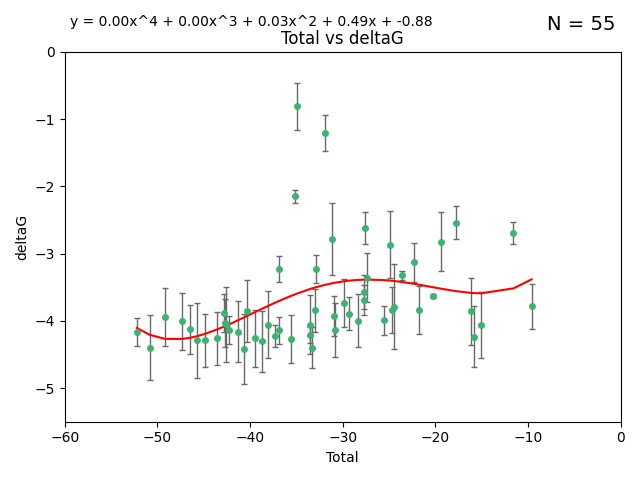 y = 0.00x^4 + 0.00x^3 + 0.03x^2 + 0.49x + -0.88
N = 55
Total vs deltaG
0
−1
−2
−3
−4
−5
deltaG
−60 −50 −40 −30 −20 −10 0
Total